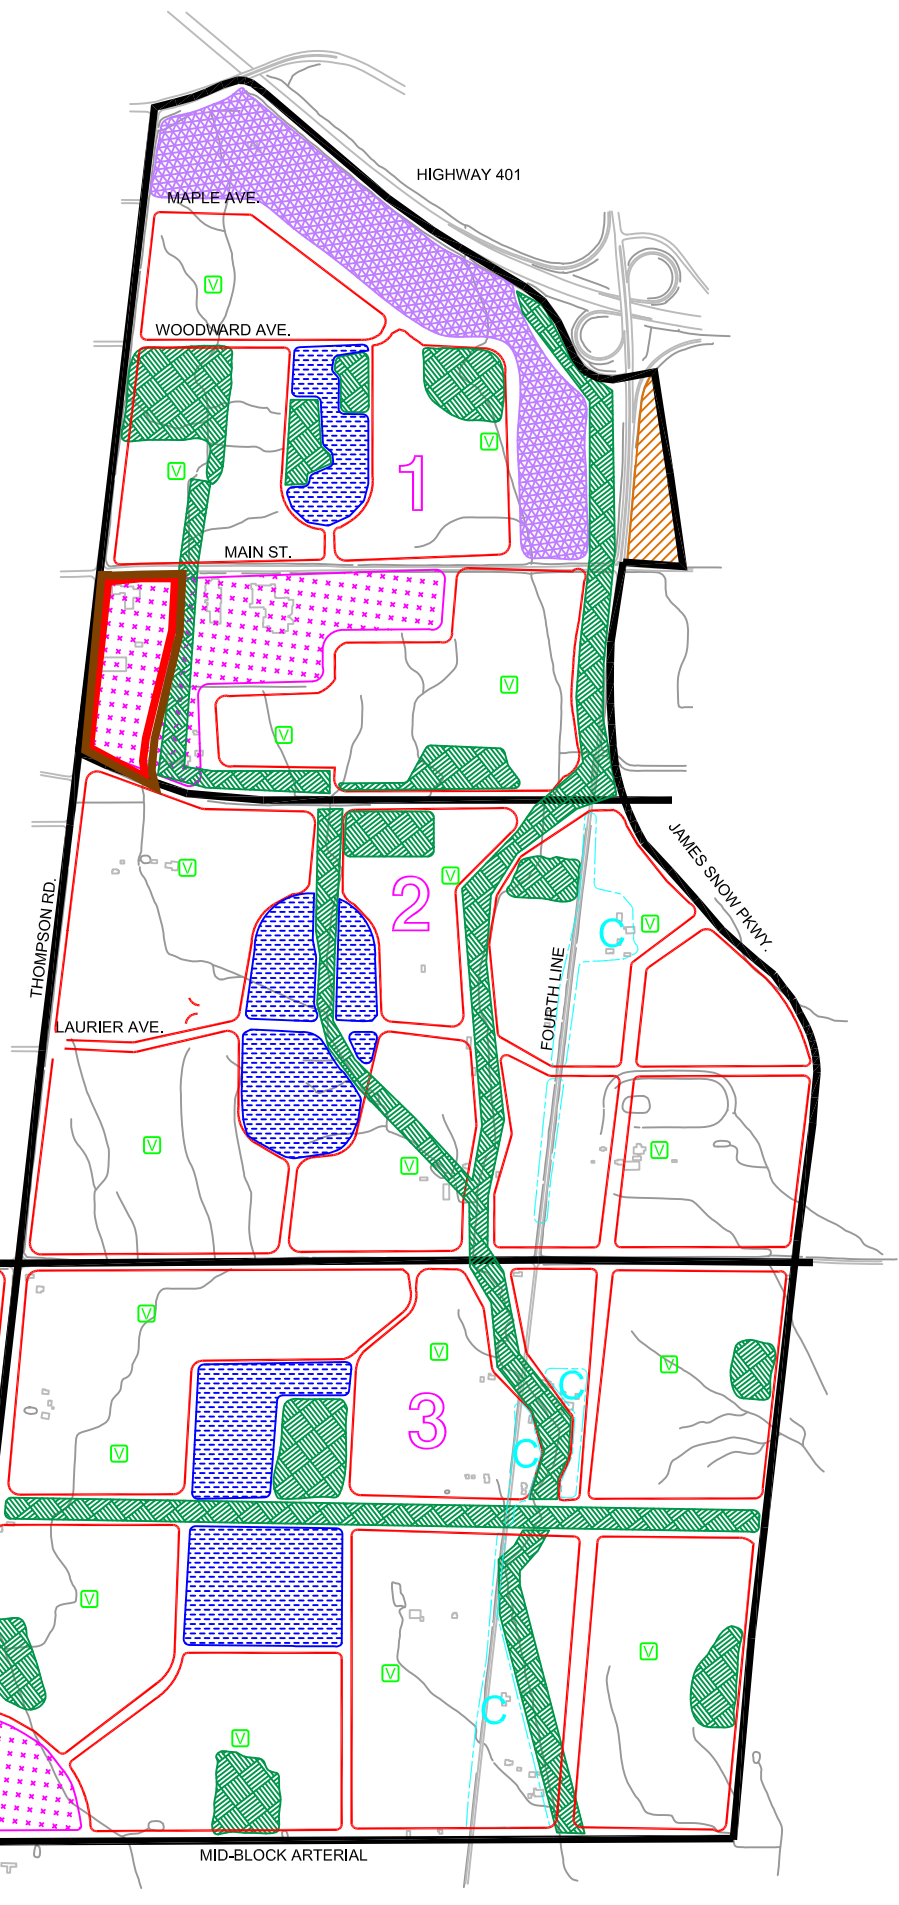 HIGHWAY 401
MAPLE AVE.
V
WOODWARD AVE.
V
V
1
MAIN ST.
V
V
JAMES SNOW PKWY.
V
V
2
THOMPSON RD.
C
V
FOURTH LINE
LAURIER AVE.
V
V
V
V
V
V
C
3
V
C
V
V
V
C
V
MID-BLOCK ARTERIAL